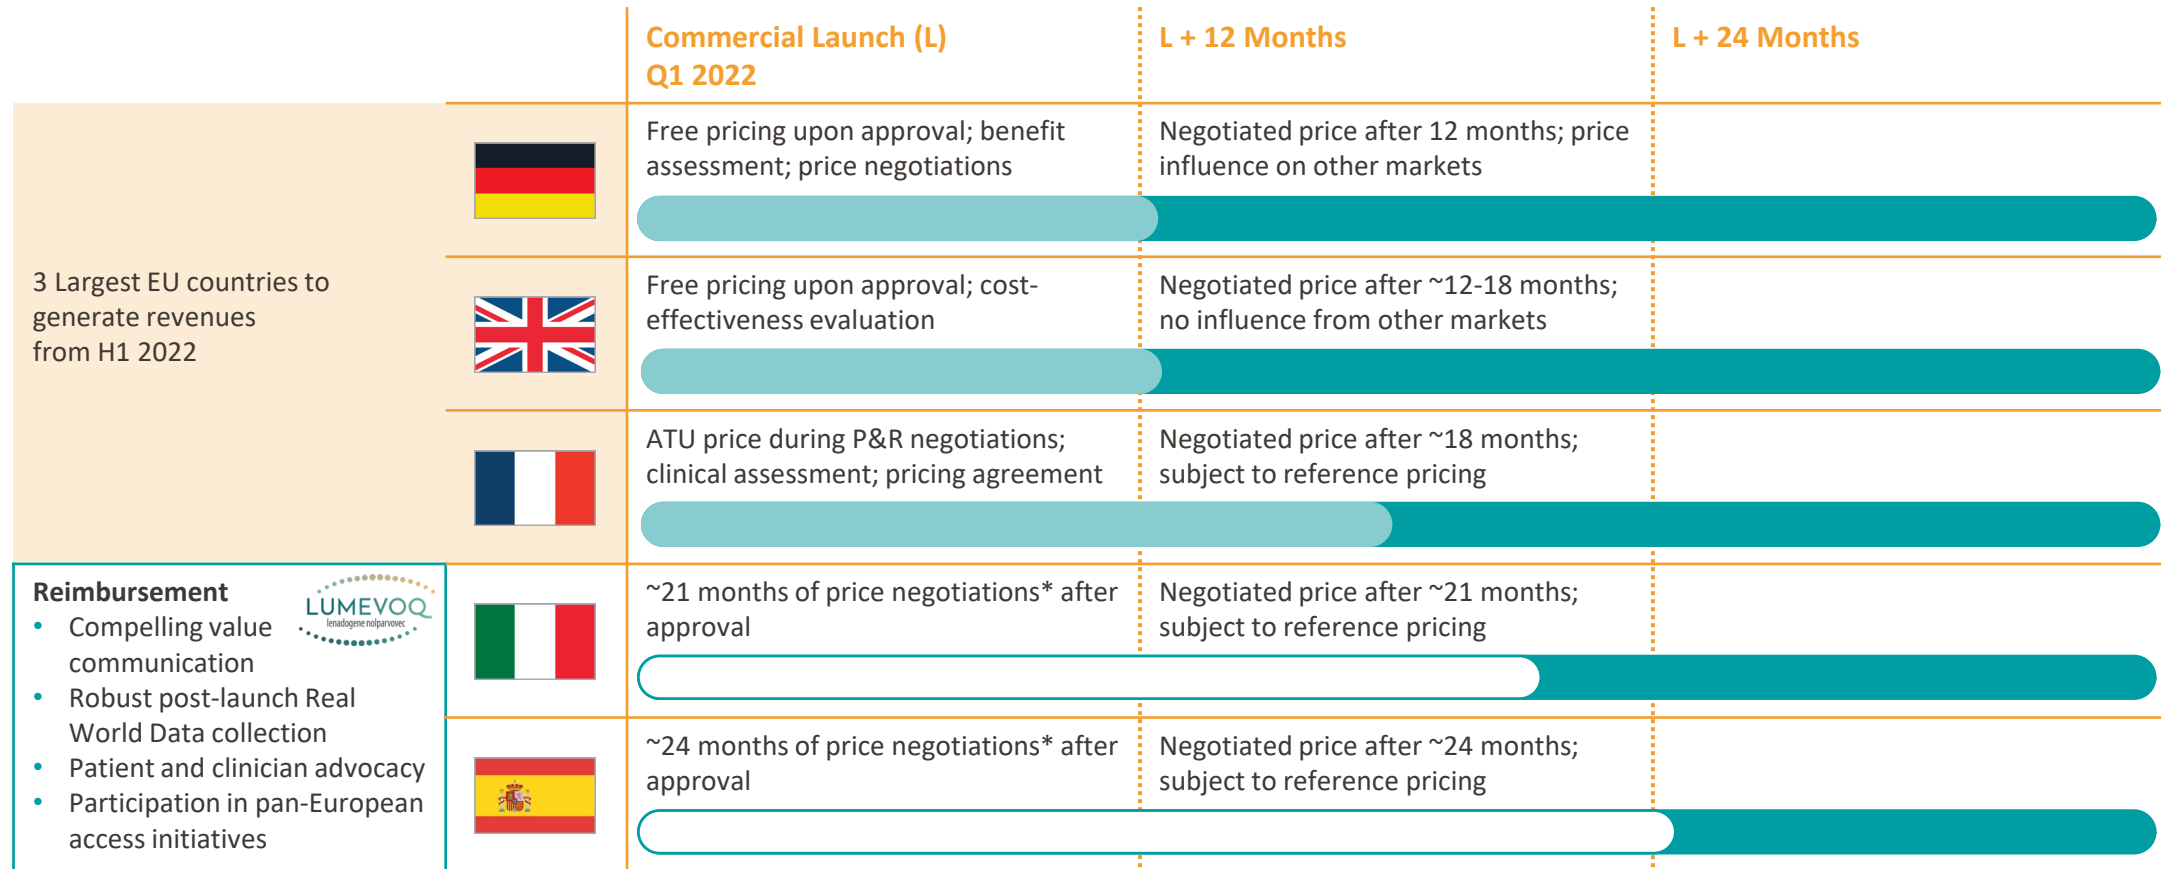 Commercial Launch (L)
Q1 2022
L + 12 Months
L + 24 Months
3 Largest EU countries to
generate revenues
from H1 2022
Free pricing upon approval; benefit
assessment; price negotiations
Negotiated price after 12 months; price
influence on other markets
Free pricing upon approval; cost-
effectiveness evaluation
Negotiated price after ~12-18 months;
no influence from other markets
ATU price during P&R negotiations;
clinical assessment; pricing agreement
Negotiated price after ~18 months;
subject to reference pricing
Reimbursement
• Compelling value
communication
• Robust post-launch Real
World Data collection
• Patient and clinician advocacy
• Participation in pan-European
access initiatives
LUMEVOQ
lenadogene nolparvovec
~21 months of price negotiations* after
approval
Negotiated price after ~21 months;
subject to reference pricing
~24 months of price negotiations* after
approval
Negotiated price after ~24 months;
subject to reference pricing